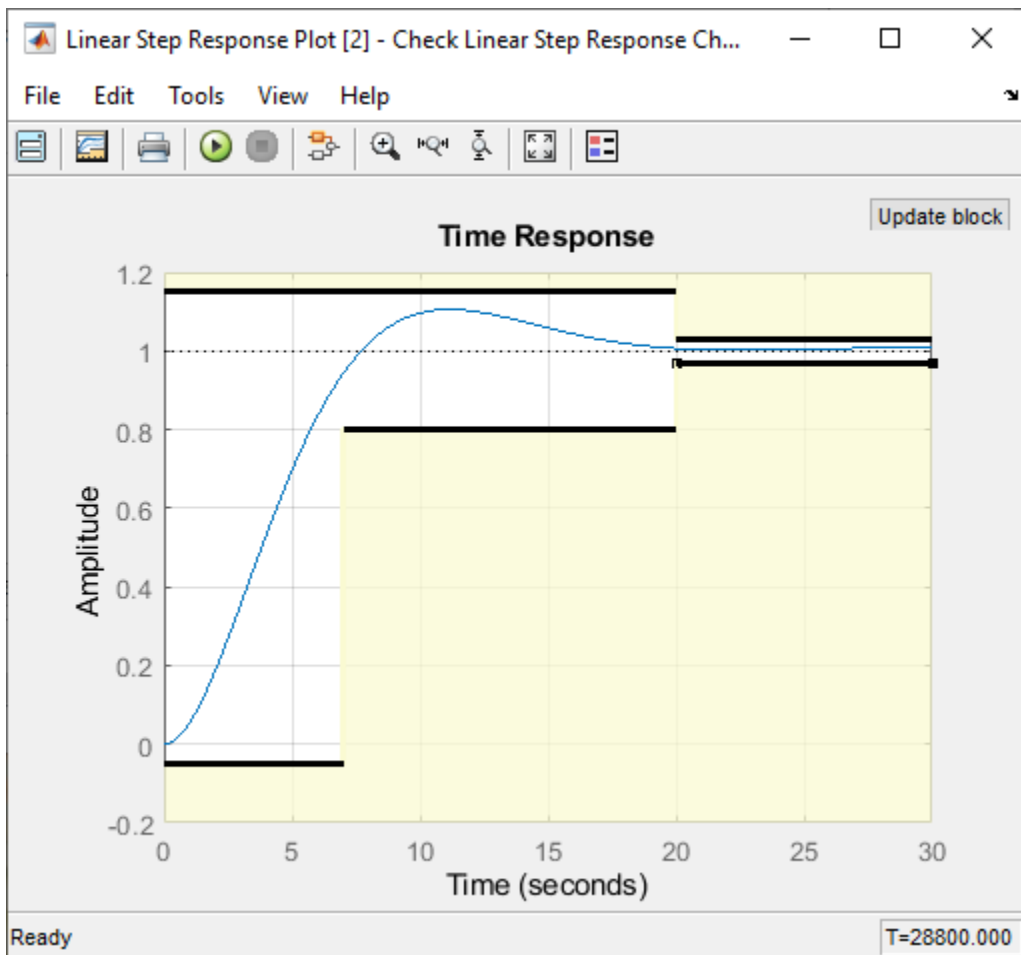 Linear Step Response Plot [2] - Check Linear Step Response Ch...
File Edit Tools View Help
Update block
Time Response
1.2
1
0.8
0.6
0.4
0.2
0
-0.2
Amplitude
0 5 10 15 20 25 30
Time (seconds)
Ready T=28800.000